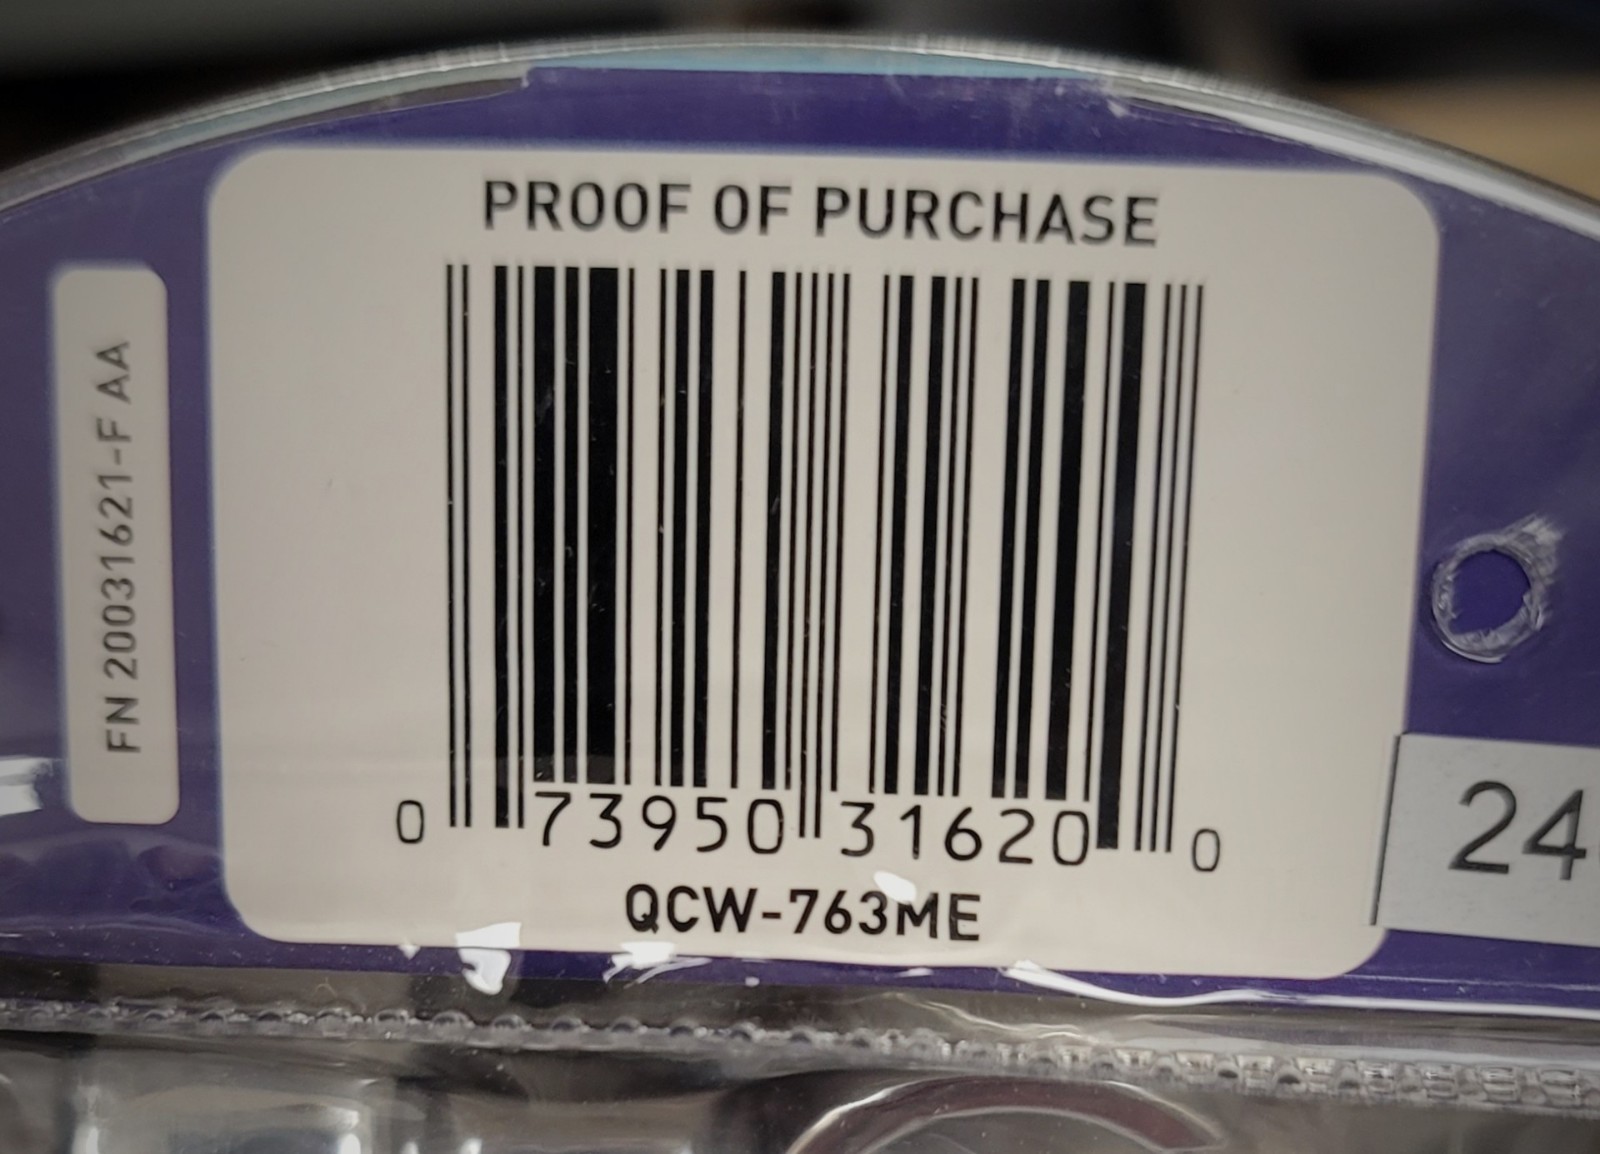 PROOF OF PURCHASE
FN 20031621-F AA
0 73950 31620 0
QCW-763ME
24